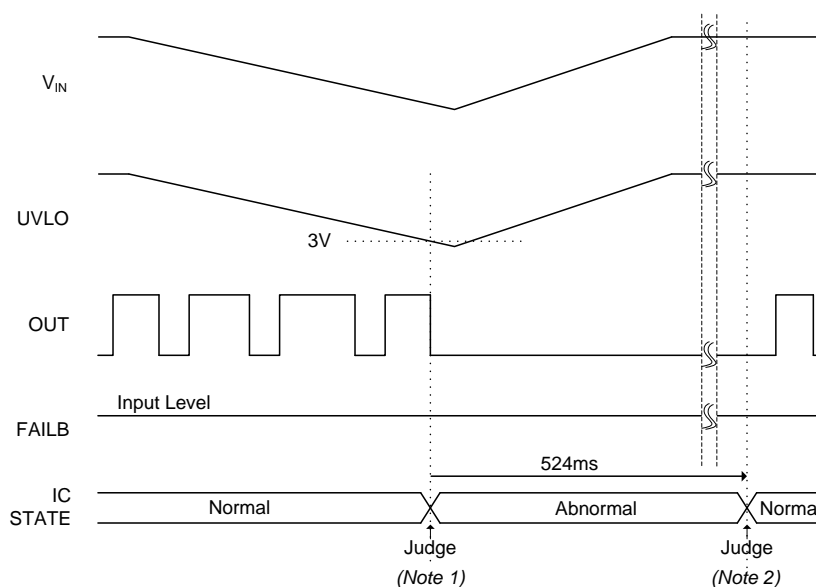 VIN
UVLO
3V
OUT
Input Level
FAILB
524ms
IC
STATE
Normal
Abnormal
Norma
Judge
(Note 1)
Judge
(Note 2)